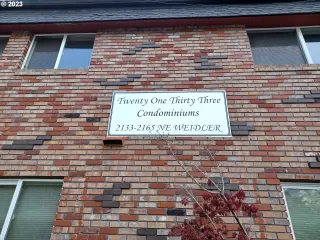 © 2023
Twenty One Thirty Three
Condominiums
2133-2165 NE WEIDLER